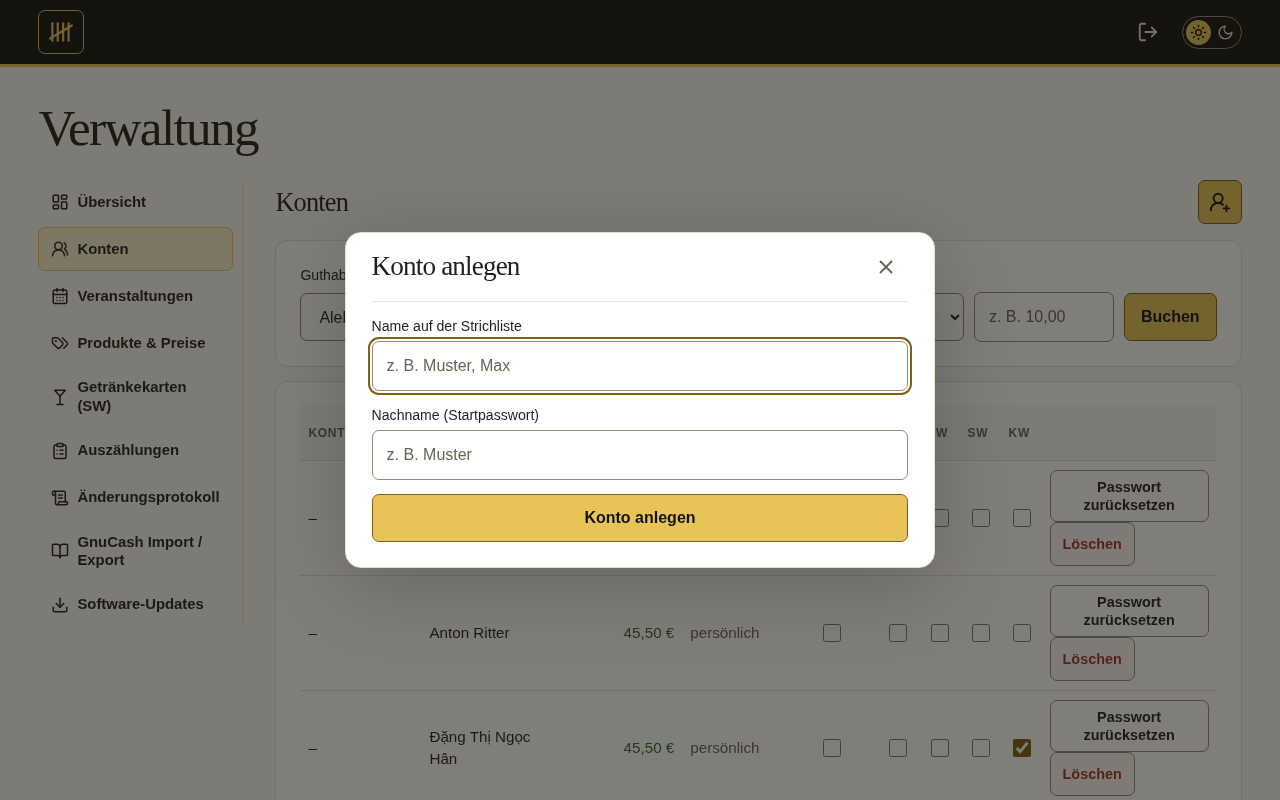 Verwaltung
Übersicht
Konten
Veranstaltungen
Produkte & Preise
Getränkekarten
(SW)
Auszählungen
Änderungsprotokoll
GnuCash Import /
Export
Software-Updates
Konten
Konto anlegen
Name auf der Strichliste
z. B. Muster, Max
Nachname (Startpasswort)
z. B. Muster
Konto anlegen
z. B. 10,00
Buchen
SW
KW
–
Passwort
zurücksetzen
Löschen
–
Anton Ritter
45,50 €
persönlich
Passwort
zurücksetzen
Löschen
–
Đặng Thị Ngọc
Hân
45,50 €
persönlich
Passwort
zurücksetzen
Löschen